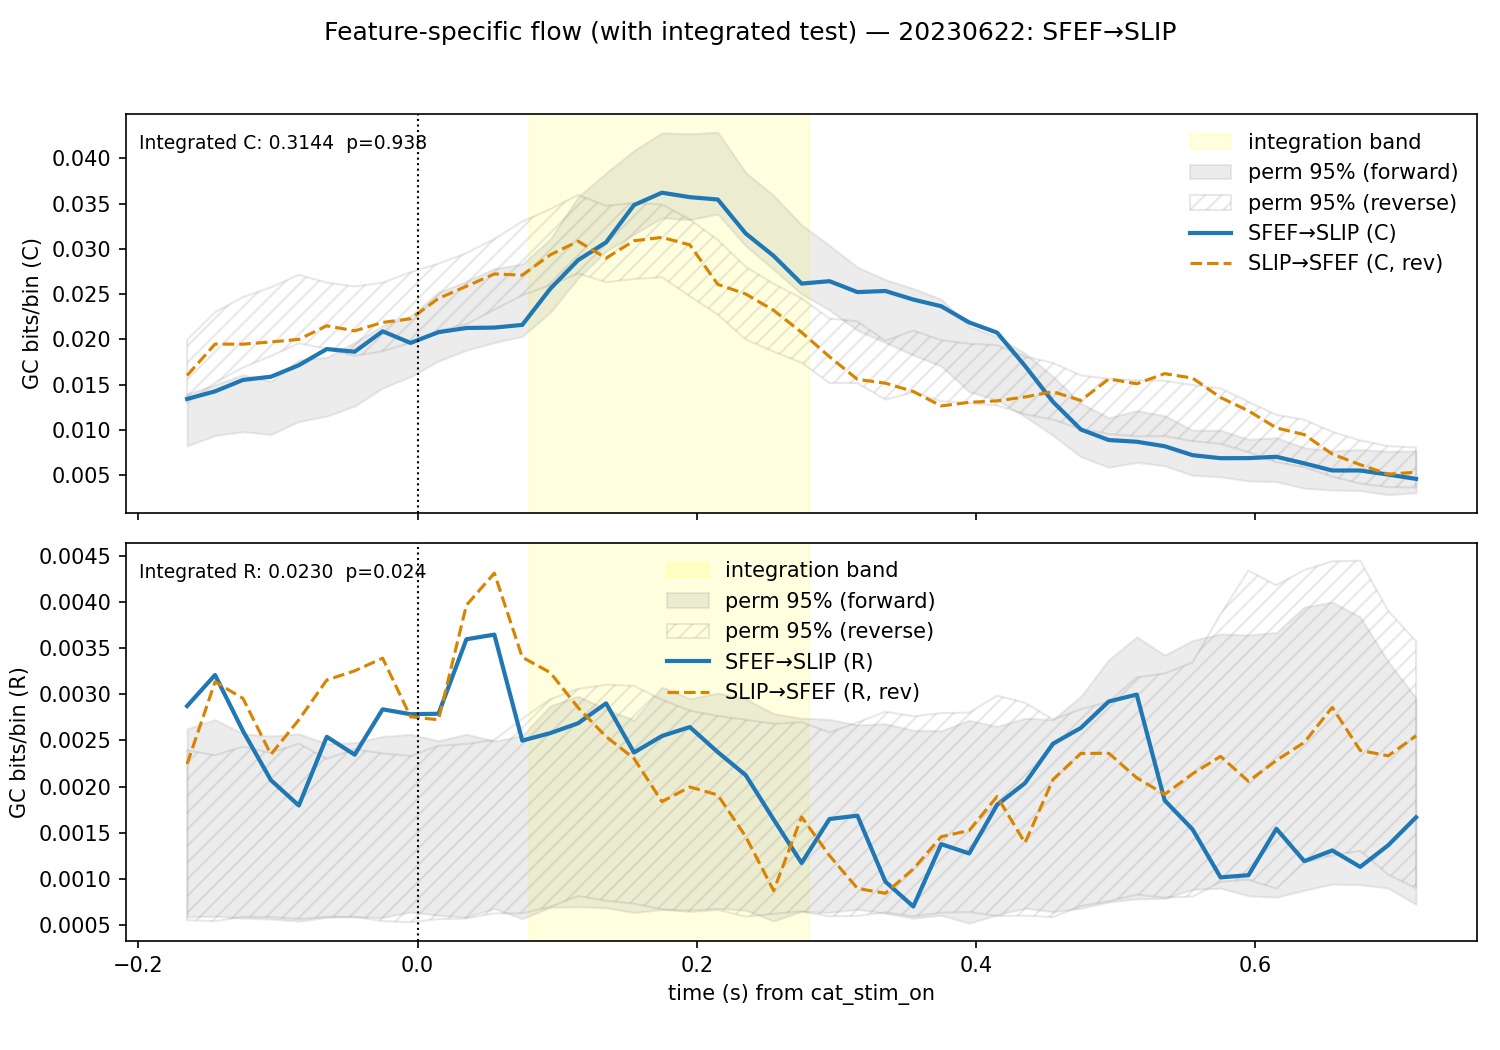 Feature-specific flow (with integrated test) — 20230622: SFEF→SLIP
Integrated C: 0.3144  p=0.938
integration band
perm 95% (forward)
perm 95% (reverse)
SFEF→SLIP (C)
SLIP→SFEF (C, rev)
GC bits/bin (C)
0.040
0.035
0.030
0.025
0.020
0.015
0.010
0.005
Integrated R: 0.0230  p=0.024
integration band
perm 95% (forward)
perm 95% (reverse)
SFEF→SLIP (R)
SLIP→SFEF (R, rev)
GC bits/bin (R)
0.0045
0.0040
0.0035
0.0030
0.0025
0.0020
0.0015
0.0010
0.0005
−0.2
0.0
0.2
0.4
0.6
time (s) from cat_stim_on